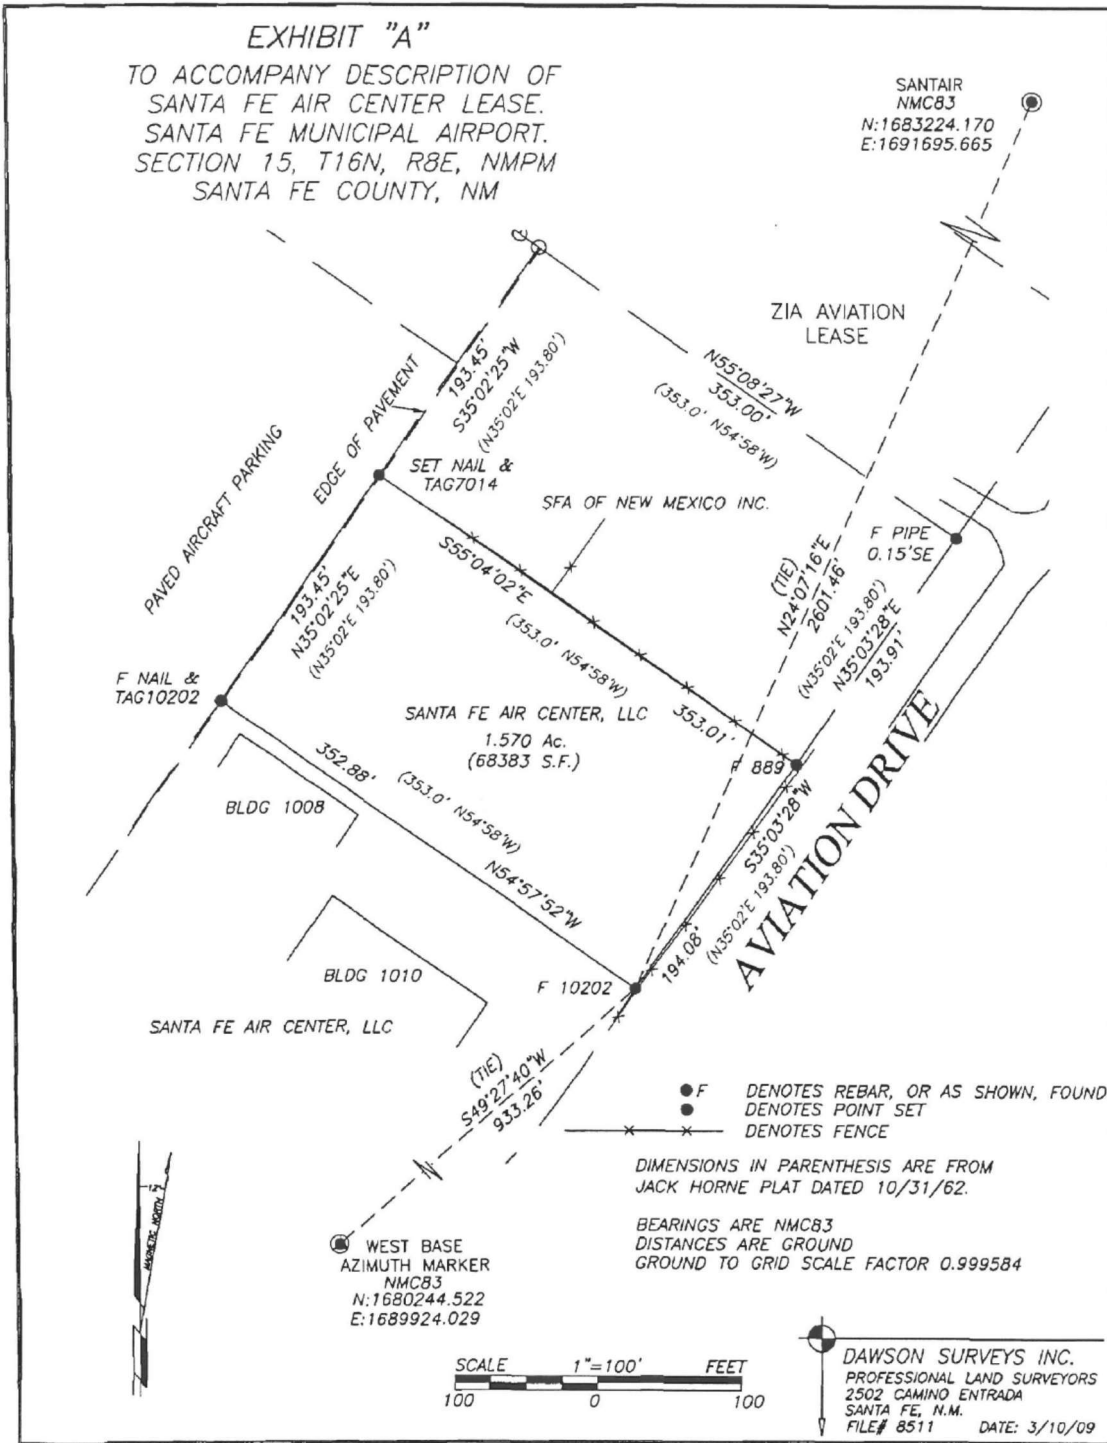 EXHIBIT "A"
TO ACCOMPANY DESCRIPTION OF
SANTA FE AIR CENTER LEASE.
SANTA FE MUNICIPAL AIRPORT.
SECTION 15, T16N, R8E, NMPM
SANTA FE COUNTY, NM
SANTAIR
NMC83
N:1683224.170
E:1691695.665
ZIA AVIATION
LEASE
193.45'
S35°02'25"W
(N35°02'E 193.80')
N55°08'27"W
353.00'
(353.0' N54°58'W)
EDGE OF PAVEMENT
PAVED AIRCRAFT PARKING
SET NAIL &
TAG7014
SFA OF NEW MEXICO INC.
F PIPE
0.15'SE
S55°04'02"E
353.01'
(353.0' N54°58'W)
(TIE)
N24°07'16"E
2601.46'
(N35°02'E 193.80')
N35°03'28"E
193.91'
193.45'
N35°02'25"E
(N35°02'E 193.80')
F NAIL &
TAG10202
SANTA FE AIR CENTER, LLC
1.570 Ac.
(68383 S.F.)
F 889
352.88'
(353.0' N54°58'W)
N54°57'52"W
BLDG 1008
S35°03'28"W
194.08'
(N35°02'E 193.80')
AVIATION DRIVE
BLDG 1010
F 10202
SANTA FE AIR CENTER, LLC
(TIE)
S49°27'40"W
933.26'
F DENOTES REBAR, OR AS SHOWN, FOUND
DENOTES POINT SET
DENOTES FENCE
DIMENSIONS IN PARENTHESIS ARE FROM
JACK HORNE PLAT DATED 10/31/62.
BEARINGS ARE NMC83
DISTANCES ARE GROUND
GROUND TO GRID SCALE FACTOR 0.999584
MAGNETIC NORTH
WEST BASE
AZIMUTH MARKER
NMC83
N:1680244.522
E:1689924.029
SCALE 1"=100' FEET
100 0 100
DAWSON SURVEYS INC.
PROFESSIONAL LAND SURVEYORS
2502 CAMINO ENTRADA
SANTA FE, N.M.
FILE# 8511 DATE: 3/10/09